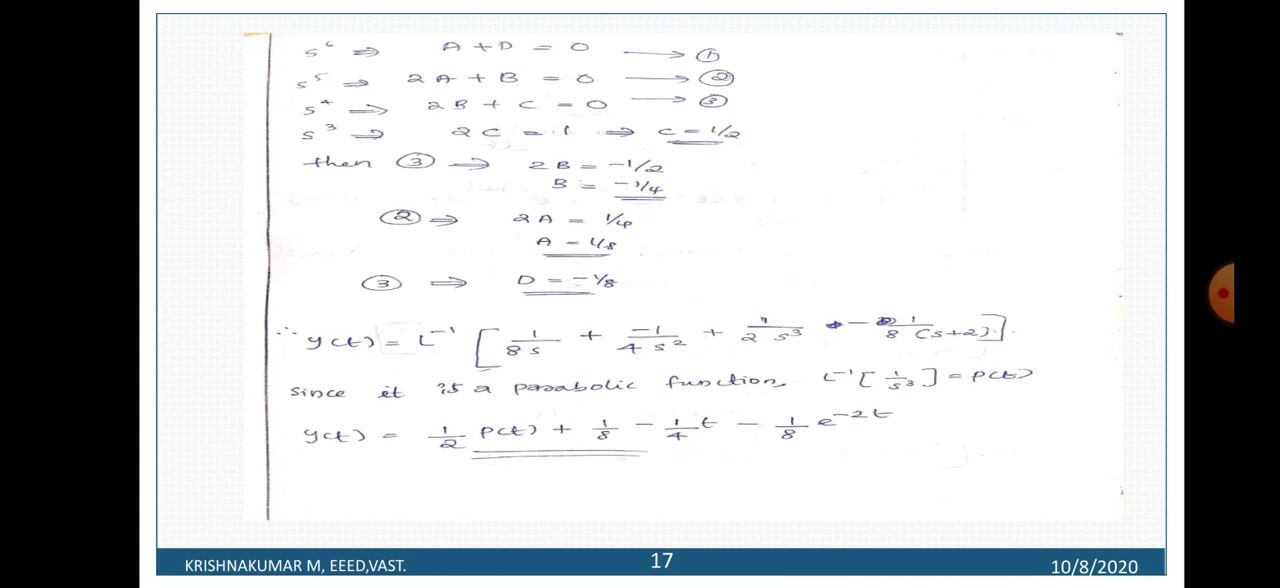 s⁶ ⇒ A + D = 0 → ①
s⁵ ⇒ 2A + B = 0 → ②
s⁴ ⇒ 2B + C = 0 → ③
s³ ⇒ 2C = 1 ⇒ C = 1/2
then ③ ⇒ 2B = -1/2
B = -1/4
② ⇒ 2A = 1/4
A = 1/8
③ ⇒ D = -1/8
∴ y(t) = L⁻¹ [ 1/8s + -1/4s² + 1/2s³ - 1/8(s+2) ]
since it is a parabolic function, L⁻¹[1/s³] = P(t)
y(t) = 1/2 P(t) + 1/8 - 1/4 t - 1/8 e^-2t
KRISHNAKUMAR M, EEED,VAST. 17 10/8/2020